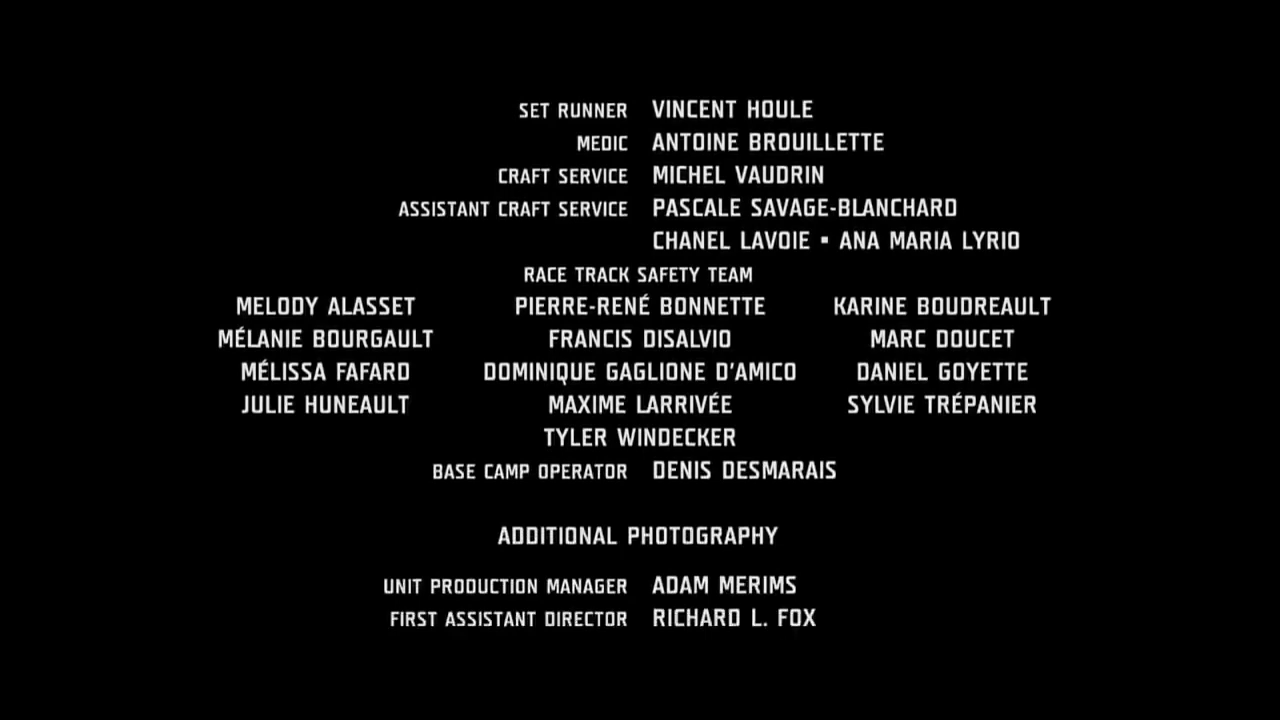 SET RUNNER VINCENT HOULE
MEDIC ANTOINE BROUILLETTE
CRAFT SERVICE MICHEL VAUDRIN
ASSISTANT CRAFT SERVICE PASCALE SAVAGE-BLANCHARD
CHANEL LAVOIE ▪ ANA MARIA LYRIO
RACE TRACK SAFETY TEAM
MELODY ALASSET PIERRE-RENÉ BONNETTE KARINE BOUDREAULT
MÉLANIE BOURGAULT FRANCIS DISALVIO MARC DOUCET
MÉLISSA FAFARD DOMINIQUE GAGLIONE D'AMICO DANIEL GOYETTE
JULIE HUNEAULT MAXIME LARRIVÉE SYLVIE TRÉPANIER
TYLER WINDECKER
BASE CAMP OPERATOR DENIS DESMARAIS
ADDITIONAL PHOTOGRAPHY
UNIT PRODUCTION MANAGER ADAM MERIMS
FIRST ASSISTANT DIRECTOR RICHARD L. FOX